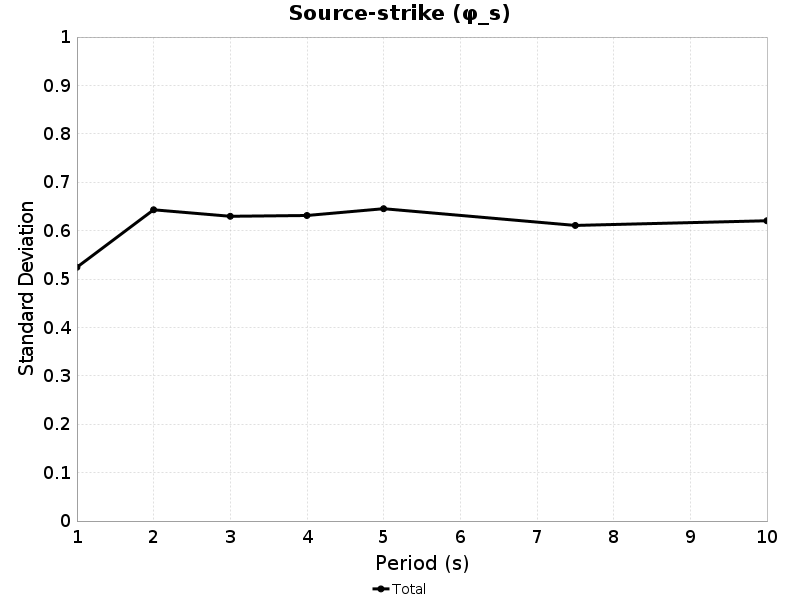 Source-strike (φ_s)
1
0.9
0.8
0.7
0.6
0.5
0.4
0.3
0.2
0.1
0
Standard Deviation
1 2 3 4 5 6 7 8 9 10
Period (s)
Total